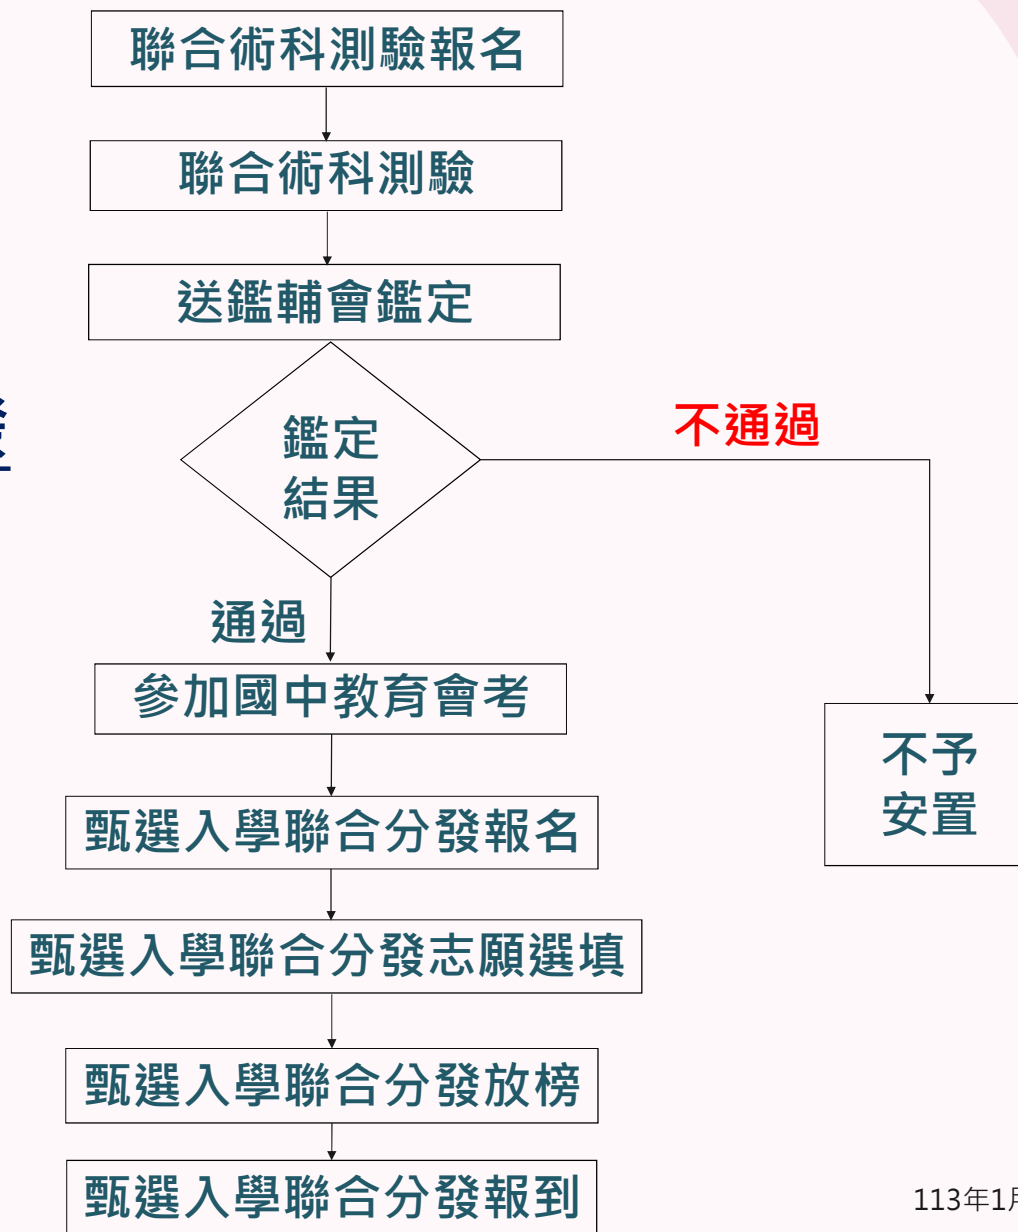 聯合術科測驗報名
聯合術科測驗
送鑑輔會鑑定
鑑定
結果
不通過
通過
參加國中教育會考
不予
安置
甄選入學聯合分發報名
甄選入學聯合分發志願選填
甄選入學聯合分發放榜
甄選入學聯合分發報到
113年1月